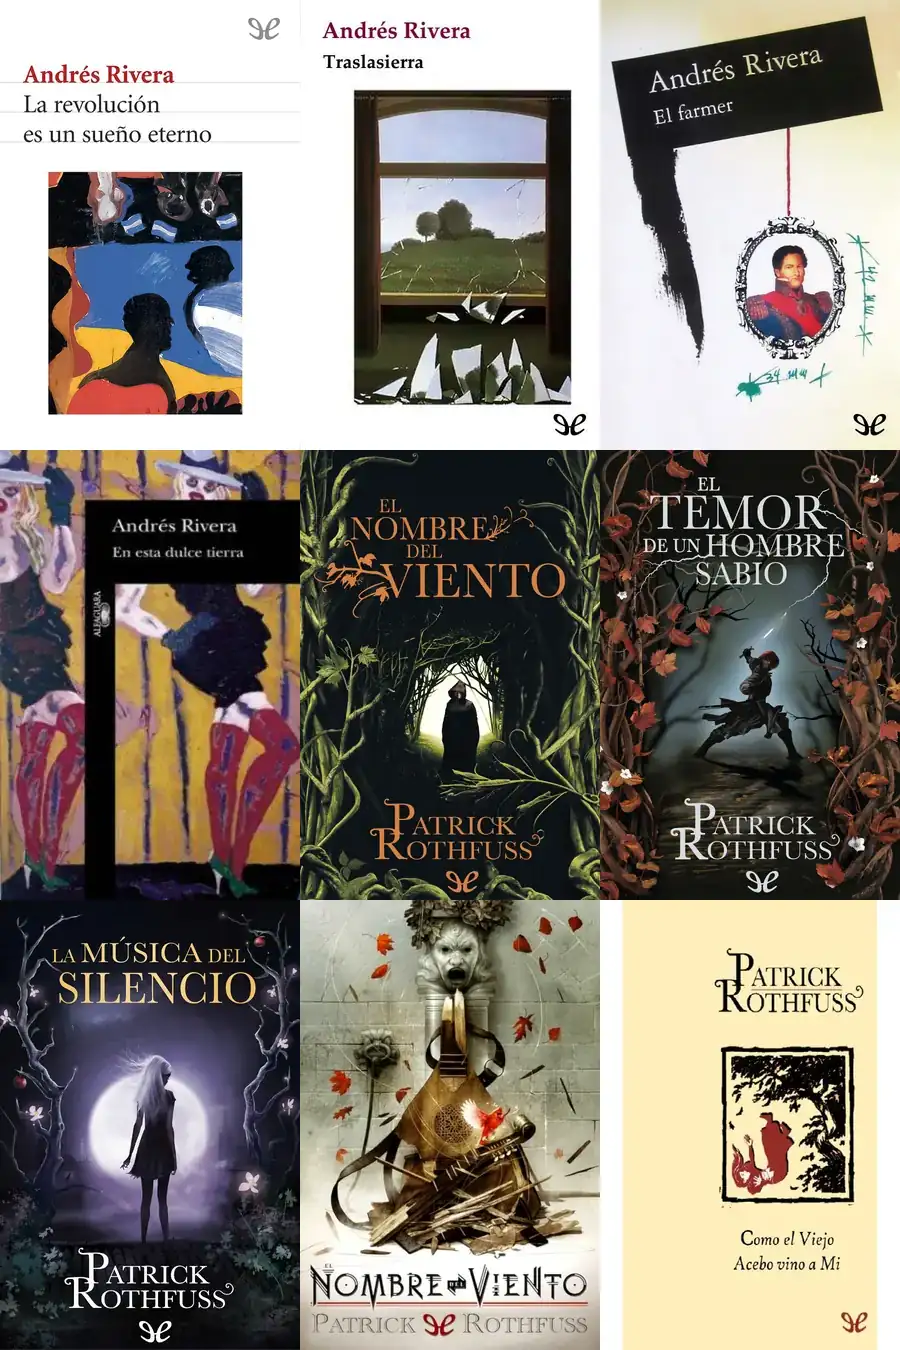 Andrés Rivera
La revolución
es un sueño eterno
Andrés Rivera
Traslasierra
Andrés Rivera
El farmer
Andrés Rivera
En esta dulce tierra
ALFAGUARA
EL
NOMBRE
DEL
VIENTO
PATRICK
ROTHFUSS
EL
TEMOR
DE UN HOMBRE
SABIO
PATRICK
ROTHFUSS
LA MÚSICA DEL
SILENCIO
PATRICK
ROTHFUSS
EL
NOMBRE DEL VIENTO
PATRICK ROTHFUSS
PATRICK
ROTHFUSS
Como el Viejo
Acebo vino a Mi